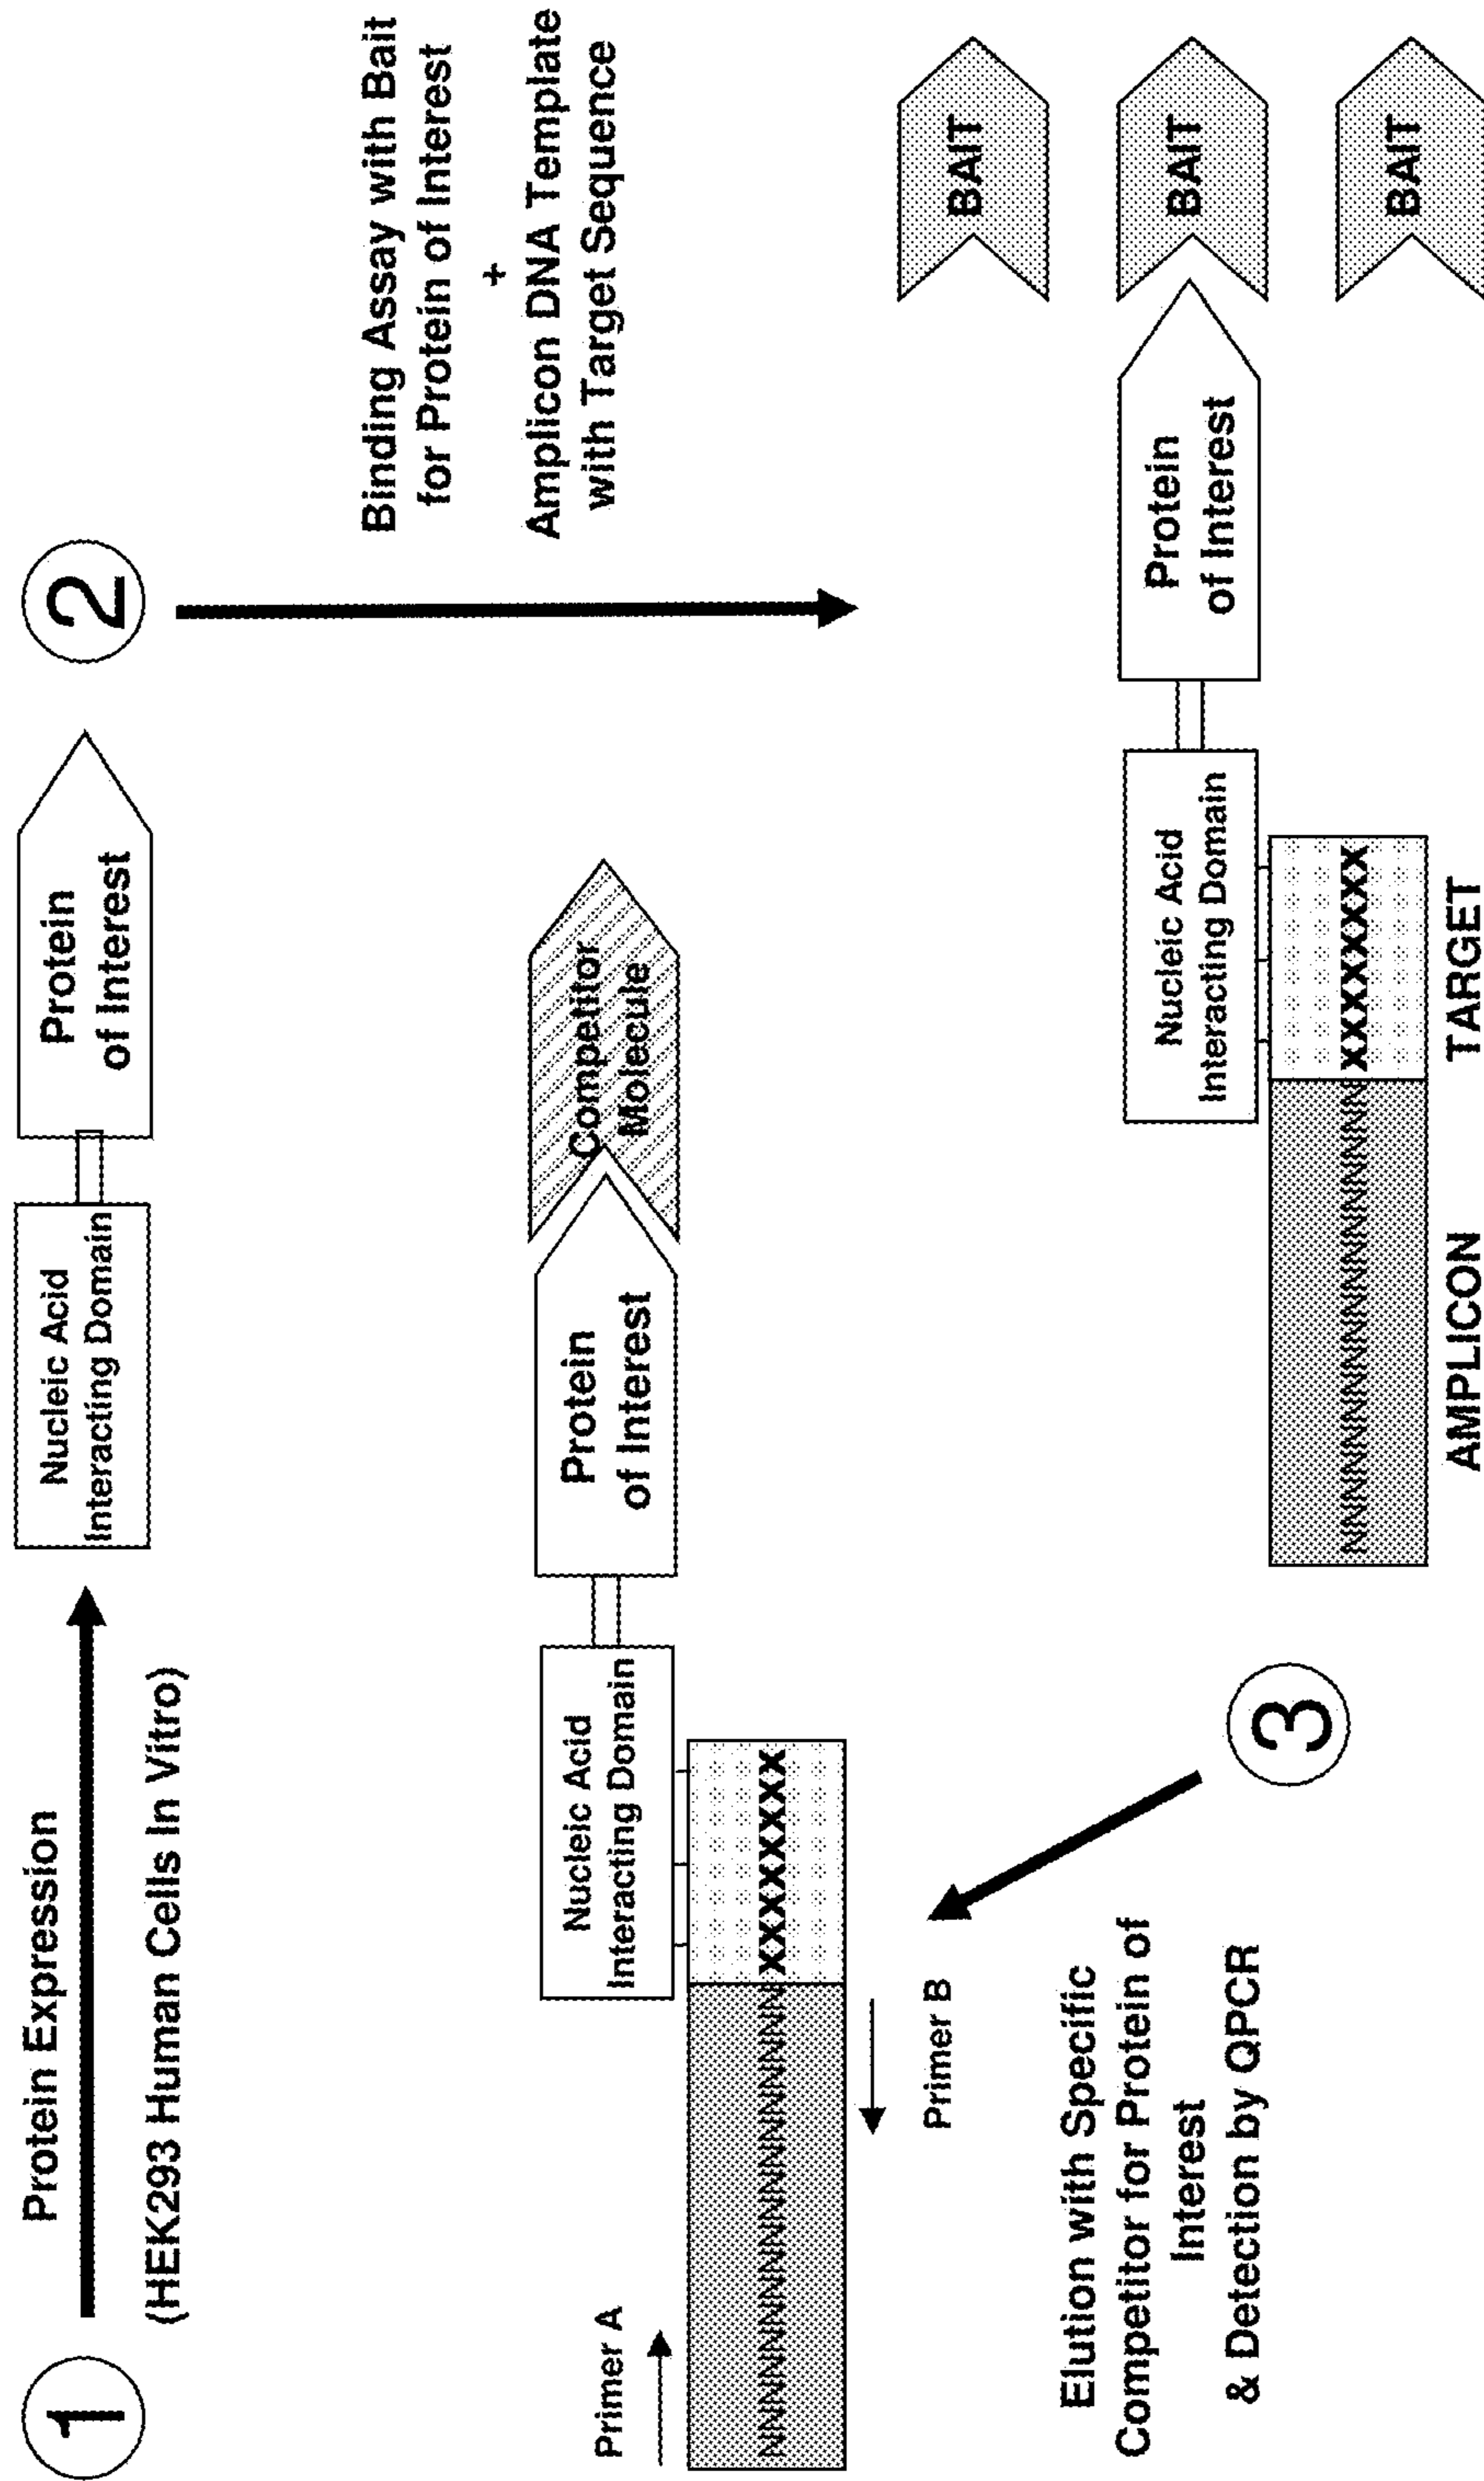 1
Protein Expression
(HEK293 Human Cells In Vitro)
Nucleic Acid
Interacting Domain
Protein
of Interest
2
Binding Assay with Bait
for Protein of Interest
+
Amplicon DNA Template
with Target Sequence
Primer A
Nucleic Acid
Interacting Domain
Protein
of Interest
Competitor
Molecule
XXXXXXXX
Primer B
3
Elution with Specific
Competitor for Protein of
Interest
& Detection by QPCR
Nucleic Acid
Interacting Domain
Protein
of Interest
BAIT
BAIT
BAIT
XXXXXXXX
AMPLICON
TARGET